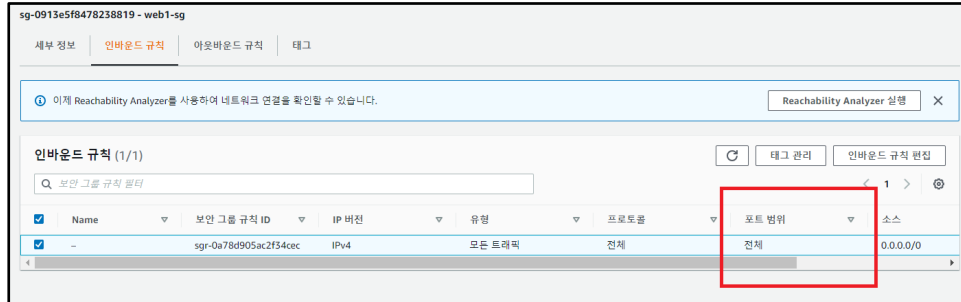 sg-0913e5f8478238819 - web1-sg
세부 정보 인바운드 규칙 아웃바운드 규칙 태그
이제 Reachability Analyzer를 사용하여 네트워크 연결을 확인할 수 있습니다. Reachability Analyzer 실행
인바운드 규칙 (1/1) 태그 관리 인바운드 규칙 편집
보안 그룹 규칙 필터 1
Name 보안 그룹 규칙 ID IP 버전 유형 프로토콜 포트 범위 소스
– sgr-0a78d905ac2f34cec IPv4 모든 트래픽 전체 전체 0.0.0.0/0